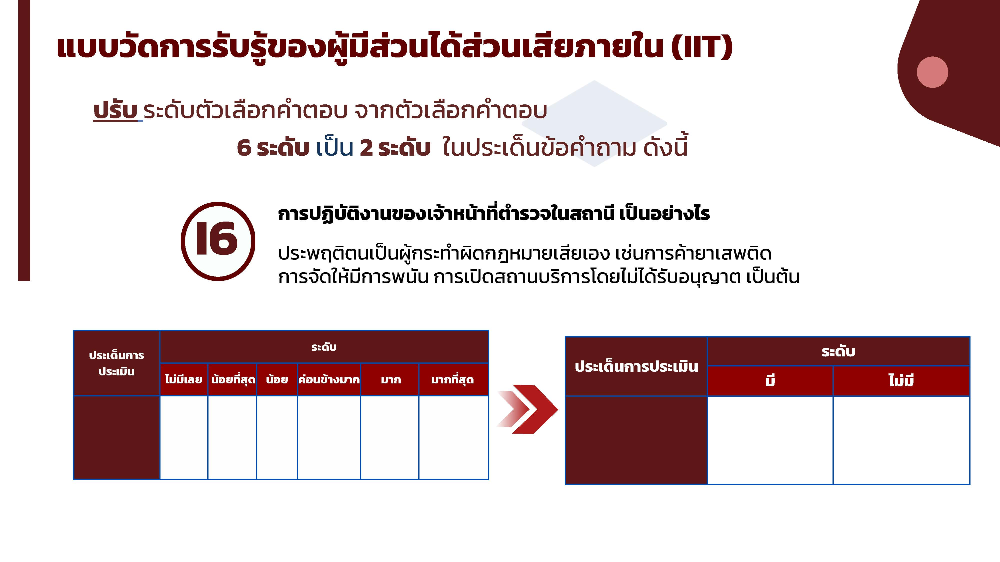 แบบวัดการรับรู้ของผู้มีส่วนได้ส่วนเสียภายใน (IIT)
ปรับ ระดับตัวเลือกคำตอบ จากตัวเลือกคำตอบ
6 ระดับ เป็น 2 ระดับ ในประเด็นข้อคำถาม ดังนี้
I6
การปฏิบัติงานของเจ้าหน้าที่ตำรวจในสถานี เป็นอย่างไร
ประพฤติตนเป็นผู้กระทำผิดกฎหมายเสียเอง เช่นการค้ายาเสพติด
การจัดให้มีการพนัน การเปิดสถานบริการโดยไม่ได้รับอนุญาต เป็นต้น
ประเด็นการ
ประเมิน
ระดับ
ไม่มีเลย น้อยที่สุด น้อย ค่อนข้างมาก มาก มากที่สุด
ประเด็นการประเมิน
ระดับ
มี ไม่มี